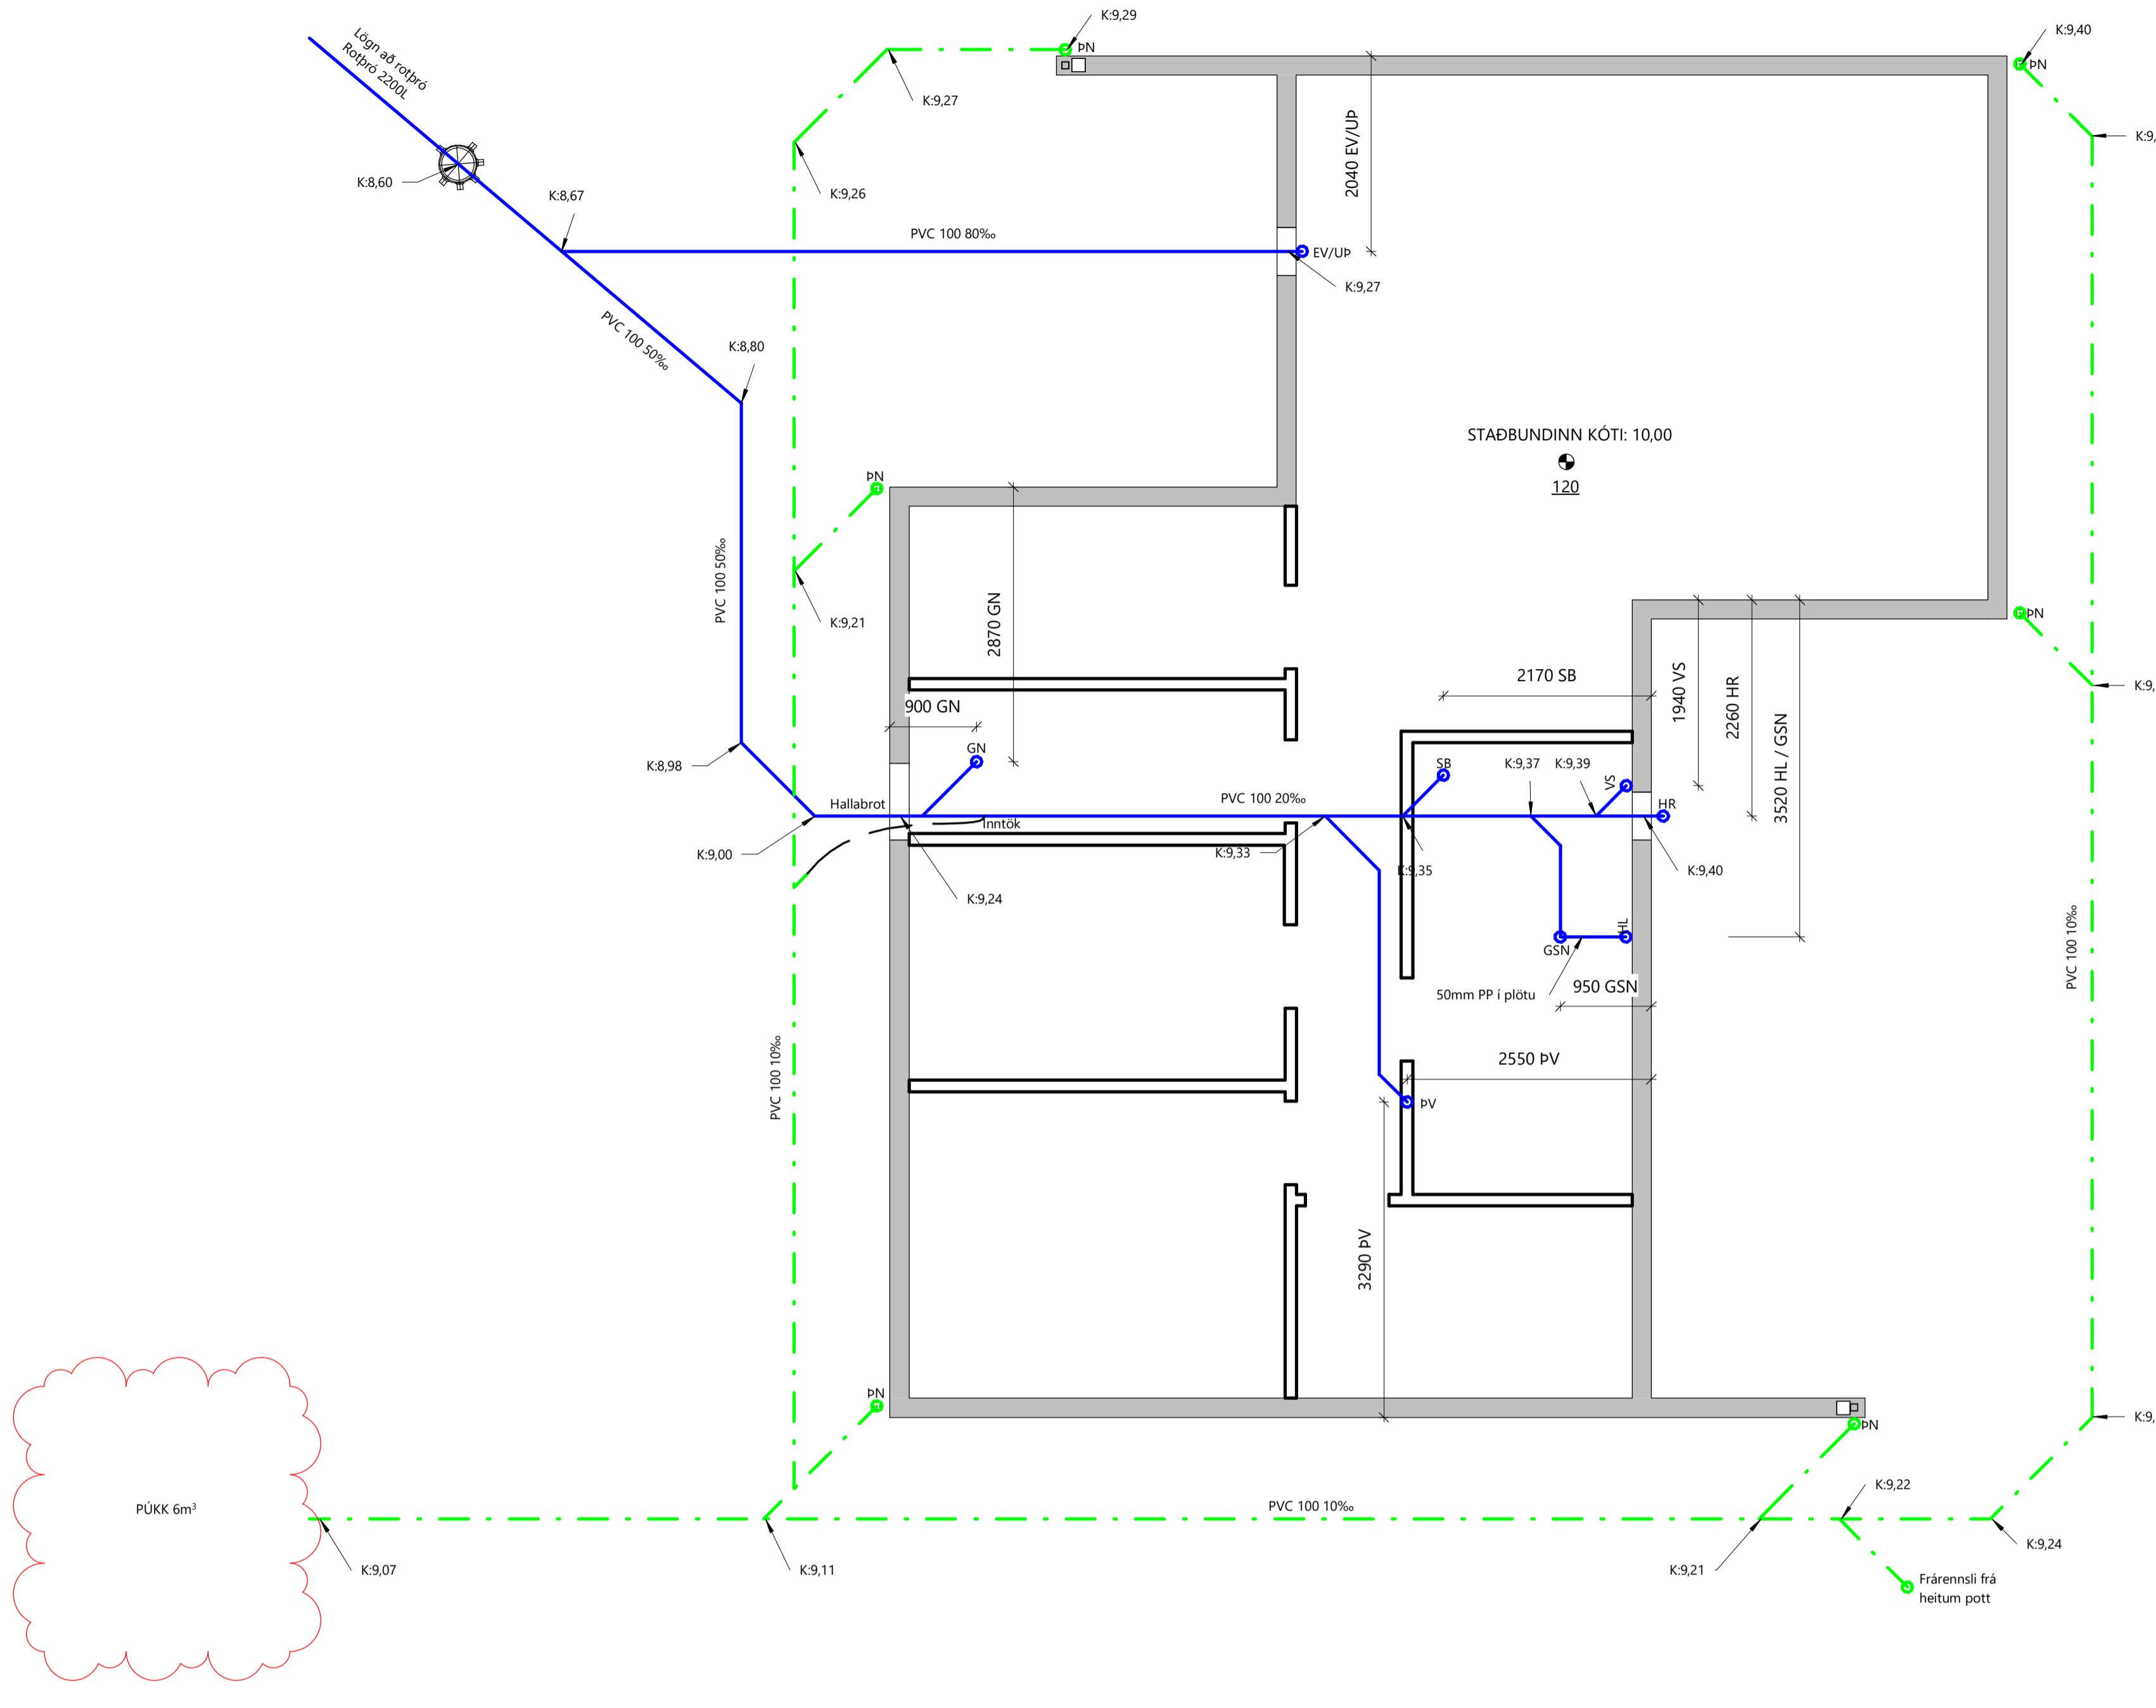 K:9,29
ÞN
K:9,40
ÞN
Lögn að rotþró
Rotþró 2200L
K:9,27
K:9,
2040 EV/UÞ
K:8,60
K:8,67
K:9,26
PVC 100 80‰
EV/UÞ
K:9,27
PVC 100 50‰
K:8,80
STAÐBUNDINN KÓTI: 10,00
120
ÞN
PVC 100 50‰
K:9,21
2870 GN
ÞN
2170 SB
1940 VS
2260 HR
3520 HL / GSN
K:9,
900 GN
GN
K:8,98
SB
K:9,37
K:9,39
VS
Hallabrot
PVC 100 20‰
HR
Inntök
K:9,00
K:9,33
K:9,35
K:9,40
K:9,24
HL
GSN
PVC 100 10‰
50mm PP í plötu
950 GSN
PVC 100 10‰
2550 ÞV
ÞV
3290 ÞV
ÞN
K:9,
ÞN
PÚKK 6m³
PVC 100 10‰
K:9,22
K:9,07
K:9,11
K:9,21
K:9,24
Frárennsli frá
heitum pott